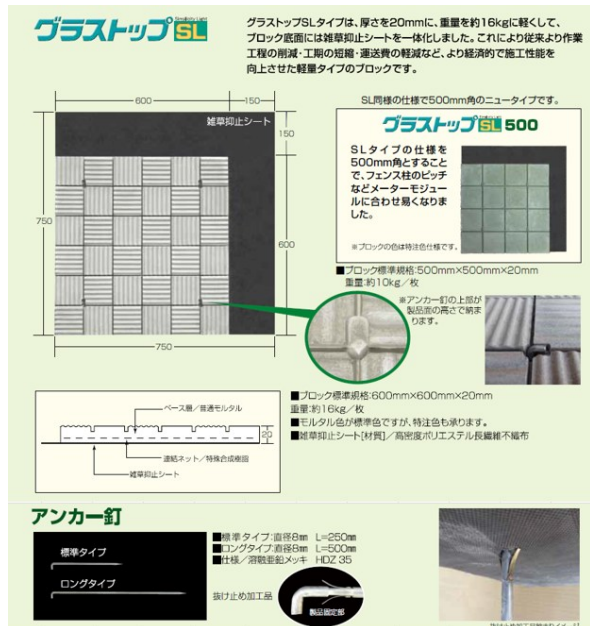 グラストップSL
グラストップSLタイプは、厚さを20mmに、重量を約16kgに軽くして、
ブロック底面には雑草抑止シートを一体化しました。これにより従来より作業
工程の削減・工期の短縮・運送費の軽減など、より経済的で施工性能を
向上させた軽量タイプのブロックです。
600
150
雑草抑止シート
150
750
600
750
SL同様の仕様で500mm角のニュータイプです。
グラストップSL500
SLタイプの仕様を
500mm角とすること
で、フェンス柱のピッチ
などメーターモジュー
ルに合わせ易くなりま
した。
※ブロックの色は特注色仕様です。
■ブロック標準規格:500mm×500mm×20mm
重量:約10kg/枚
※アンカー釘の上部が
製品面の高さで納ま
ります。
ベース層/普通モルタル
20
連結ネット/特殊合成樹脂
雑草抑止シート
■ブロック標準規格:600mm×600mm×20mm
重量:約16kg/枚
■モルタル色が標準色ですが、特注色も承ります。
■雑草抑止シート[材質]/高密度ポリエステル長繊維不織布
アンカー釘
標準タイプ
ロングタイプ
■標準タイプ:直径8mm L=250mm
■ロングタイプ:直径8mm L=500mm
■仕様/溶融亜鉛メッキ HDZ 35
抜け止め加工品
製品固定部